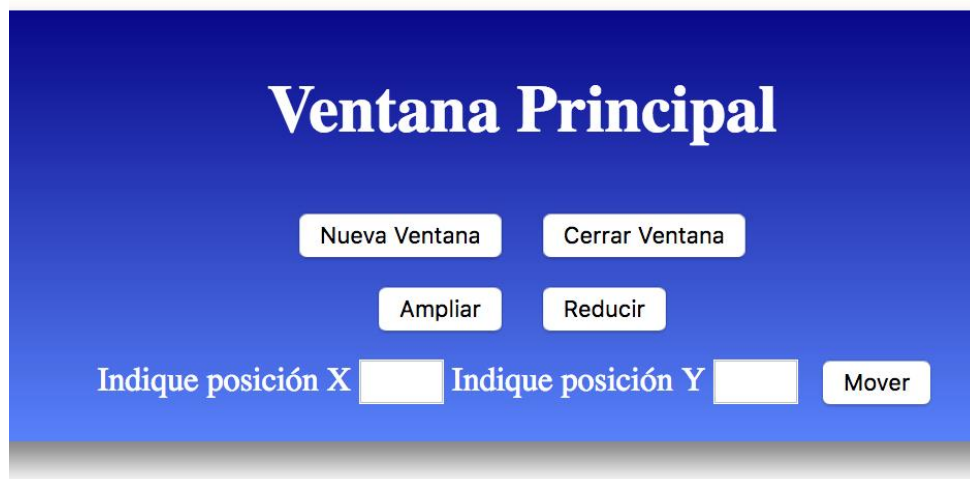 Ventana Principal
Nueva Ventana Cerrar Ventana
Ampliar Reducir
Indique posición X Indique posición Y Mover